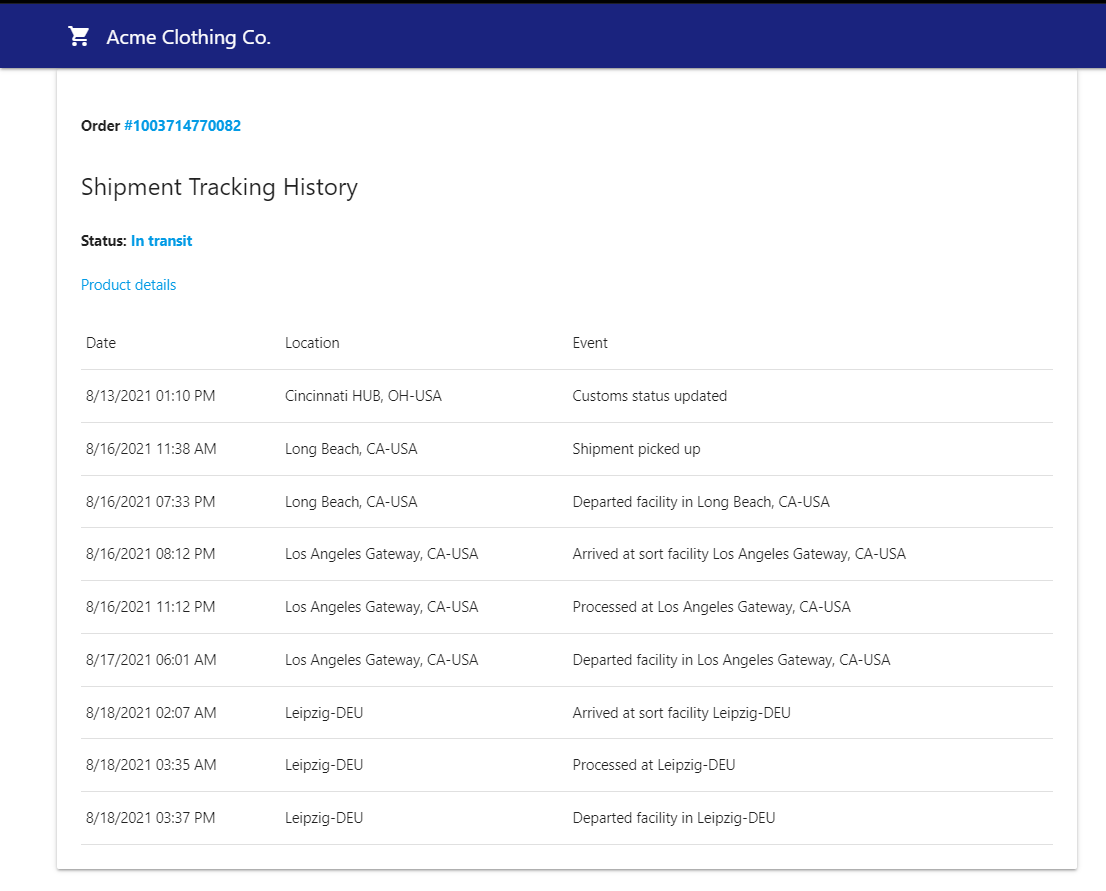 Acme Clothing Co.
Order #1003714770082
Shipment Tracking History
Status: In transit
Product details
Date Location Event
8/13/2021 01:10 PM Cincinnati HUB, OH-USA Customs status updated
8/16/2021 11:38 AM Long Beach, CA-USA Shipment picked up
8/16/2021 07:33 PM Long Beach, CA-USA Departed facility in Long Beach, CA-USA
8/16/2021 08:12 PM Los Angeles Gateway, CA-USA Arrived at sort facility Los Angeles Gateway, CA-USA
8/16/2021 11:12 PM Los Angeles Gateway, CA-USA Processed at Los Angeles Gateway, CA-USA
8/17/2021 06:01 AM Los Angeles Gateway, CA-USA Departed facility in Los Angeles Gateway, CA-USA
8/18/2021 02:07 AM Leipzig-DEU Arrived at sort facility Leipzig-DEU
8/18/2021 03:35 AM Leipzig-DEU Processed at Leipzig-DEU
8/18/2021 03:37 PM Leipzig-DEU Departed facility in Leipzig-DEU